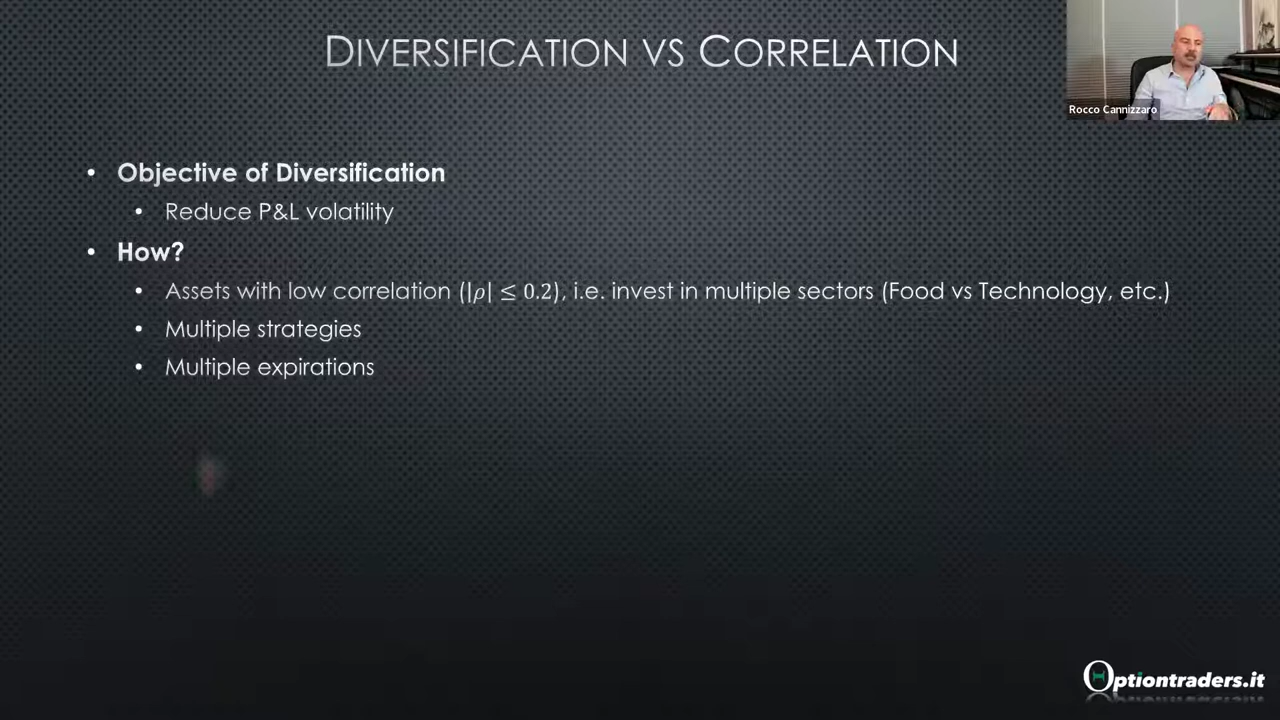 DIVERSIFICATION VS CORRELATION
Rocco Cannizzaro
• Objective of Diversification
• Reduce P&L volatility
• How?
• Assets with low correlation (|ρ| ≤ 0.2), i.e. invest in multiple sectors (Food vs Technology, etc.)
• Multiple strategies
• Multiple expirations
Optiontraders.it